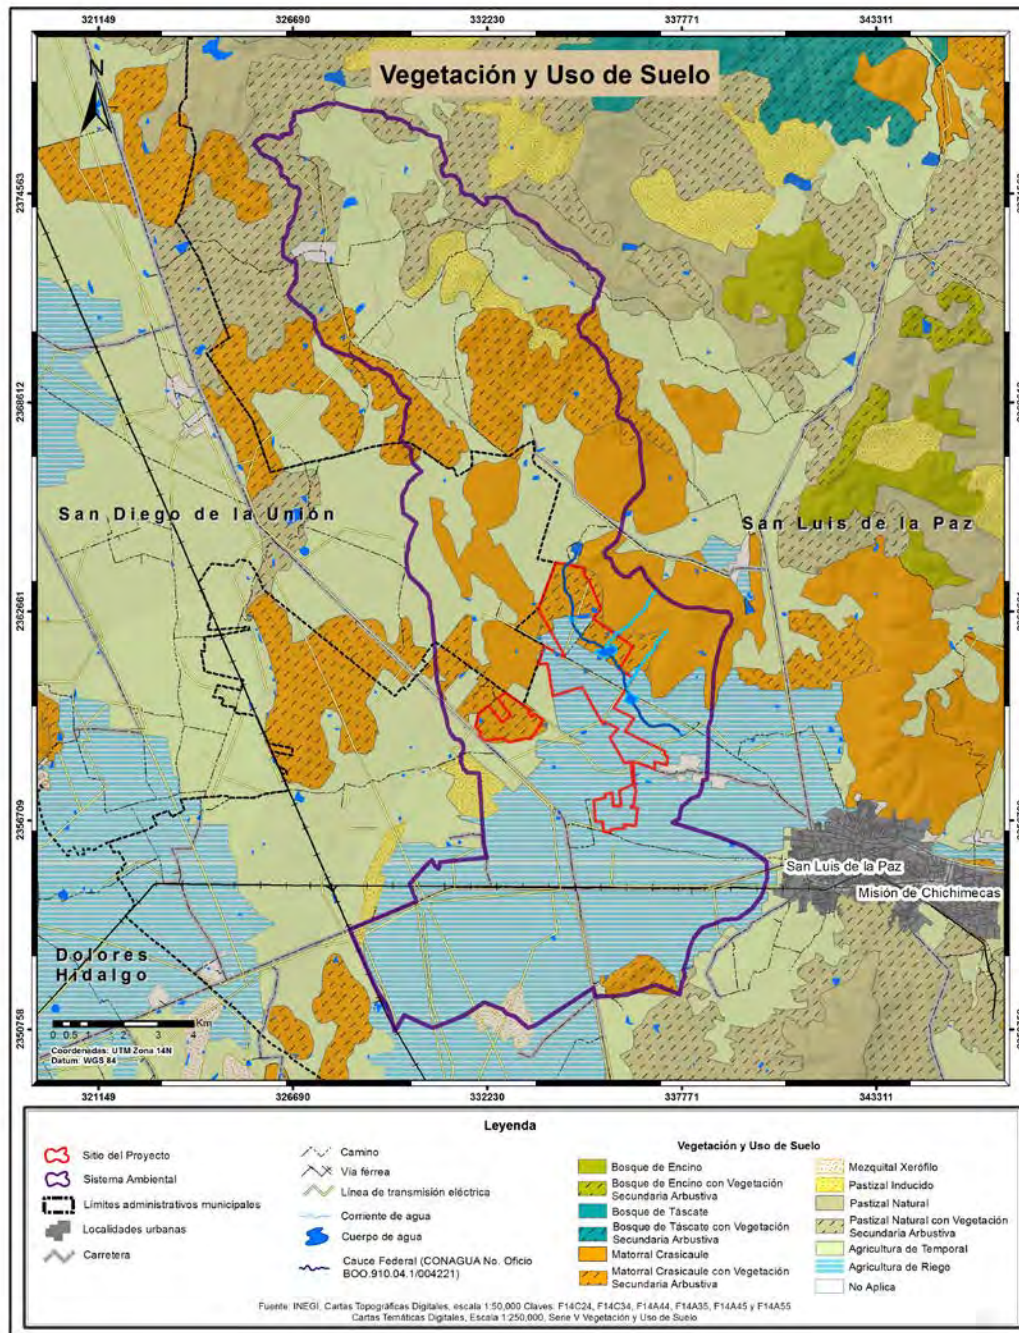 321149 326690 332230 337771 343311
Vegetación y Uso de Suelo
N
2374563
2368612
San Diego de la Unión
San Luis de la Paz
2362661
2356709
San Luis de la Paz
Misión de Chichimecas
Dolores
Hidalgo
2350758
0 0.5 1 2 3 4 Km
Coordenadas: UTM Zona 14N
Datum: WGS 84
321149 326690 332230 337771 343311
Leyenda
Sitio del Proyecto
Sistema Ambiental
Límites administrativos municipales
Localidades urbanas
Carretera
Camino
Vía férrea
Línea de transmisión eléctrica
Corriente de agua
Cuerpo de agua
Cauce Federal (CONAGUA No. Oficio
BOO.910.04.1/004221)
Vegetación y Uso de Suelo
Bosque de Encino
Bosque de Encino con Vegetación
Secundaria Arbustiva
Bosque de Táscate
Bosque de Táscate con Vegetación
Secundaria Arbustiva
Matorral Crasicaule
Matorral Crasicaule con Vegetación
Secundaria Arbustiva
Mezquital Xerófilo
Pastizal Inducido
Pastizal Natural
Pastizal Natural con Vegetación
Secundaria Arbustiva
Agricultura de Temporal
Agricultura de Riego
No Aplica
Fuente: INEGI, Cartas Topográficas Digitales, escala 1:50,000 Claves: F14C24, F14C34, F14A44, F14A35, F14A45 y F14A55
Cartas Temáticas Digitales, Escala 1:250,000, Serie V Vegetación y Uso de Suelo